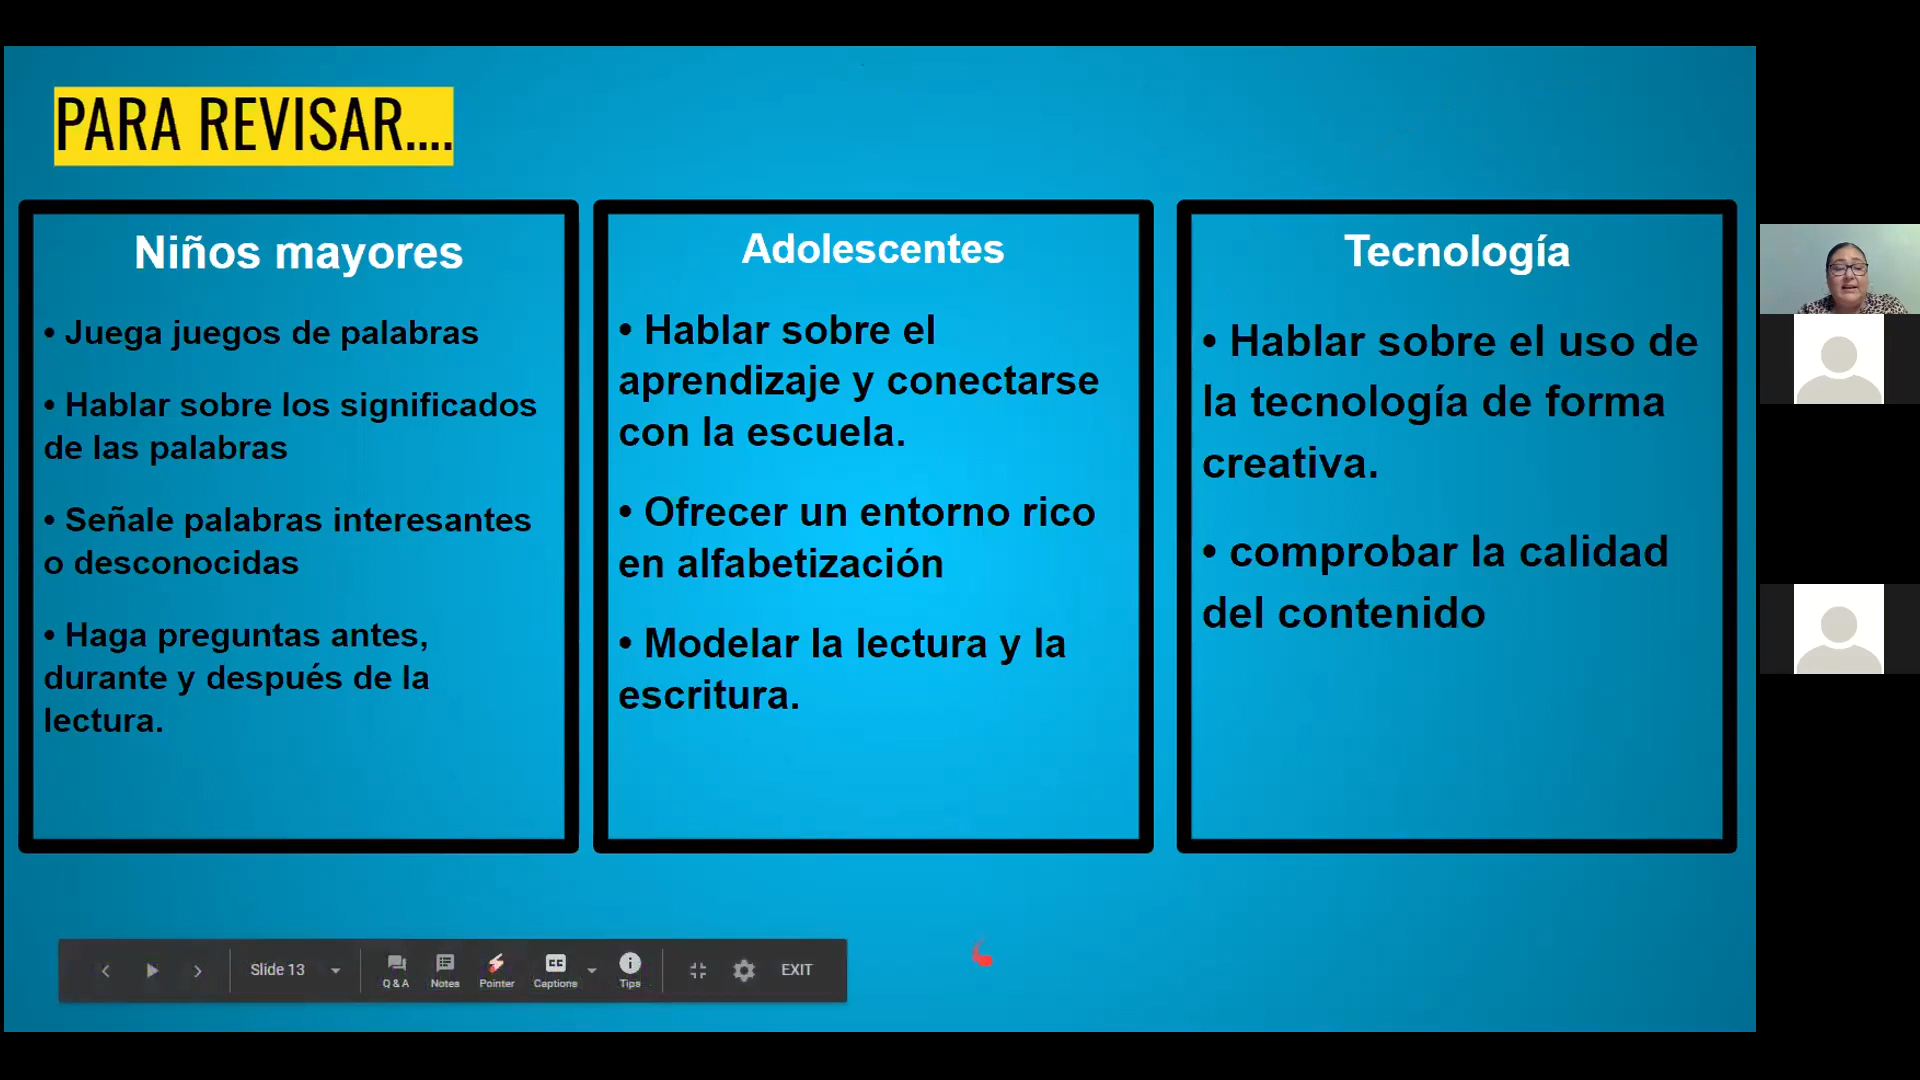 PARA REVISAR....
Niños mayores
• Juega juegos de palabras
• Hablar sobre los significados
de las palabras
• Señale palabras interesantes
o desconocidas
• Haga preguntas antes,
durante y después de la
lectura.
Adolescentes
• Hablar sobre el
aprendizaje y conectarse
con la escuela.
• Ofrecer un entorno rico
en alfabetización
• Modelar la lectura y la
escritura.
Tecnología
• Hablar sobre el uso de
la tecnología de forma
creativa.
• comprobar la calidad
del contenido
Slide 13
Q & A
Notes
Pointer
CC
Captions
Tips
EXIT